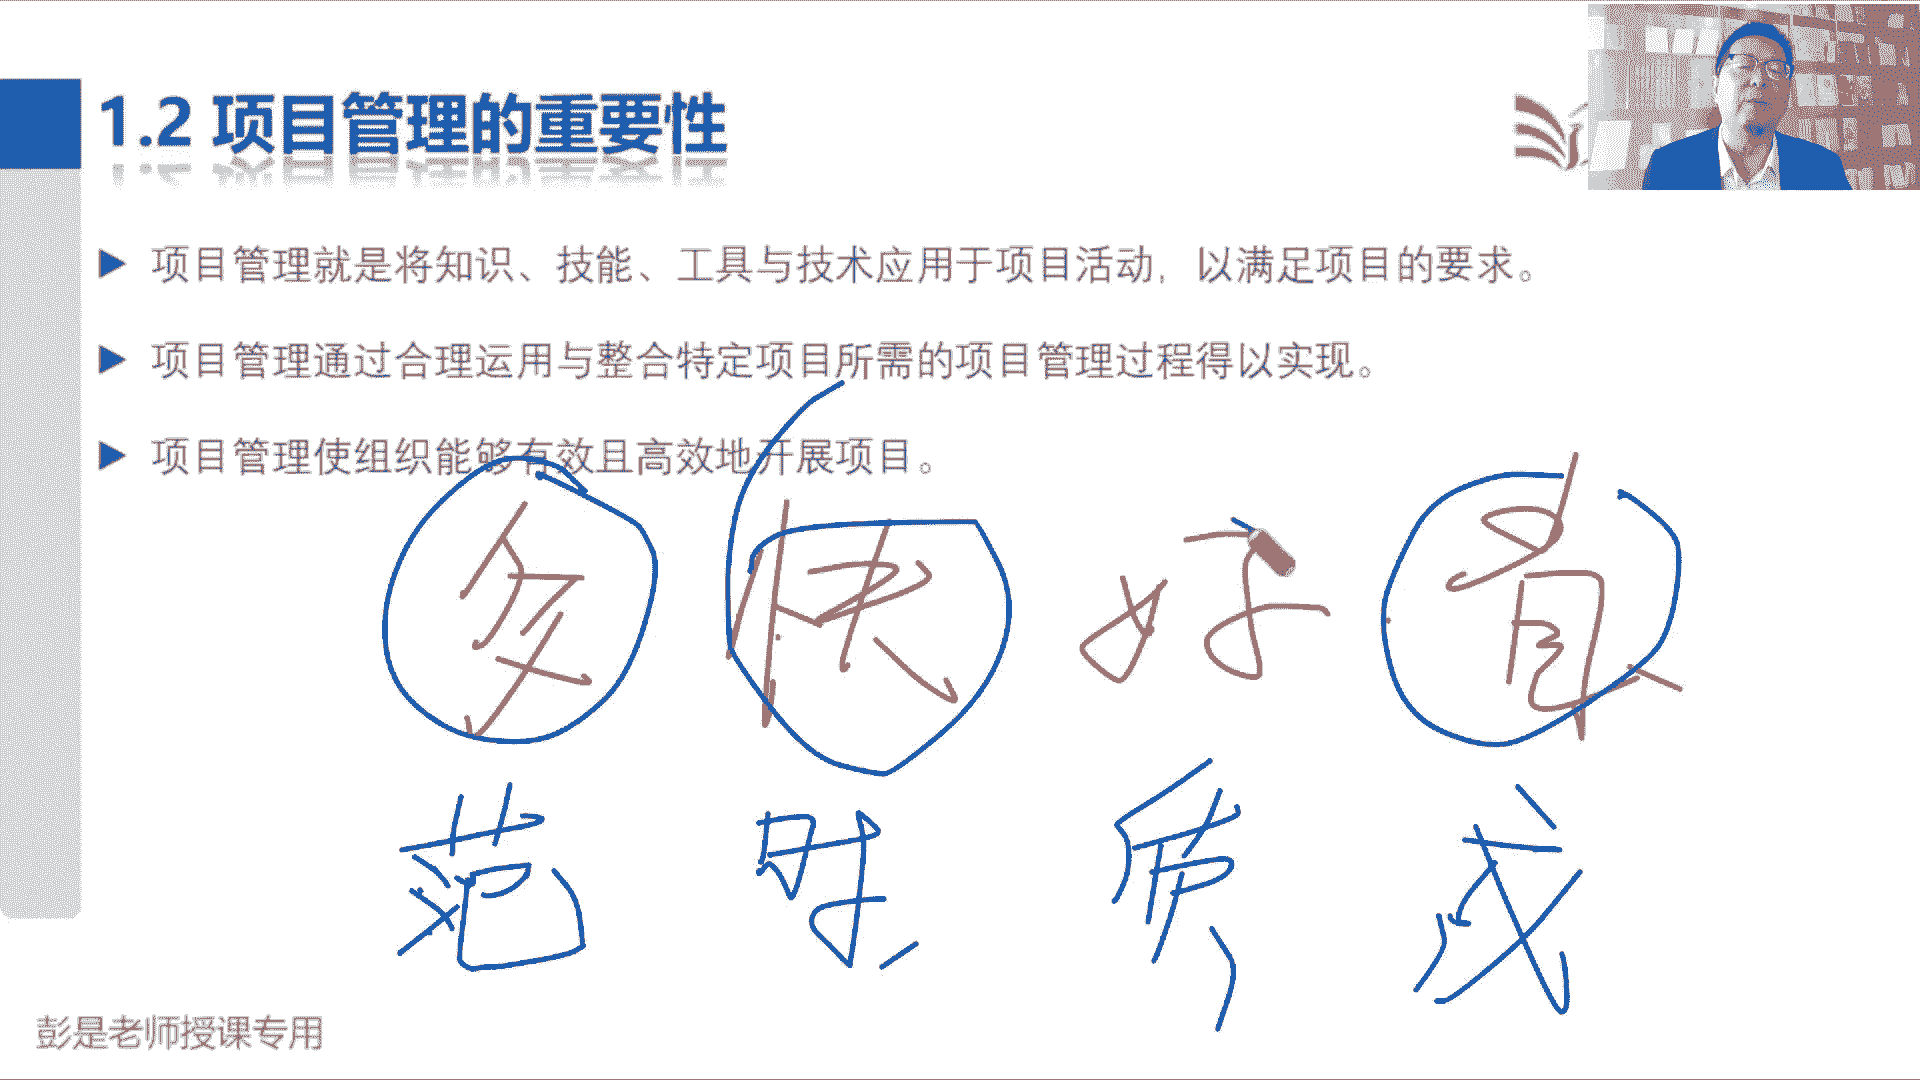 1.2 项目管理的重要性
项目管理就是将知识、技能、工具与技术应用于项目活动，以满足项目的要求。
项目管理通过合理运用与整合特定项目所需的项目管理过程得以实现。
项目管理使组织能够有效且高效地开展项目。
多 快 好 省
范 时 质 成
彭是老师授课专用